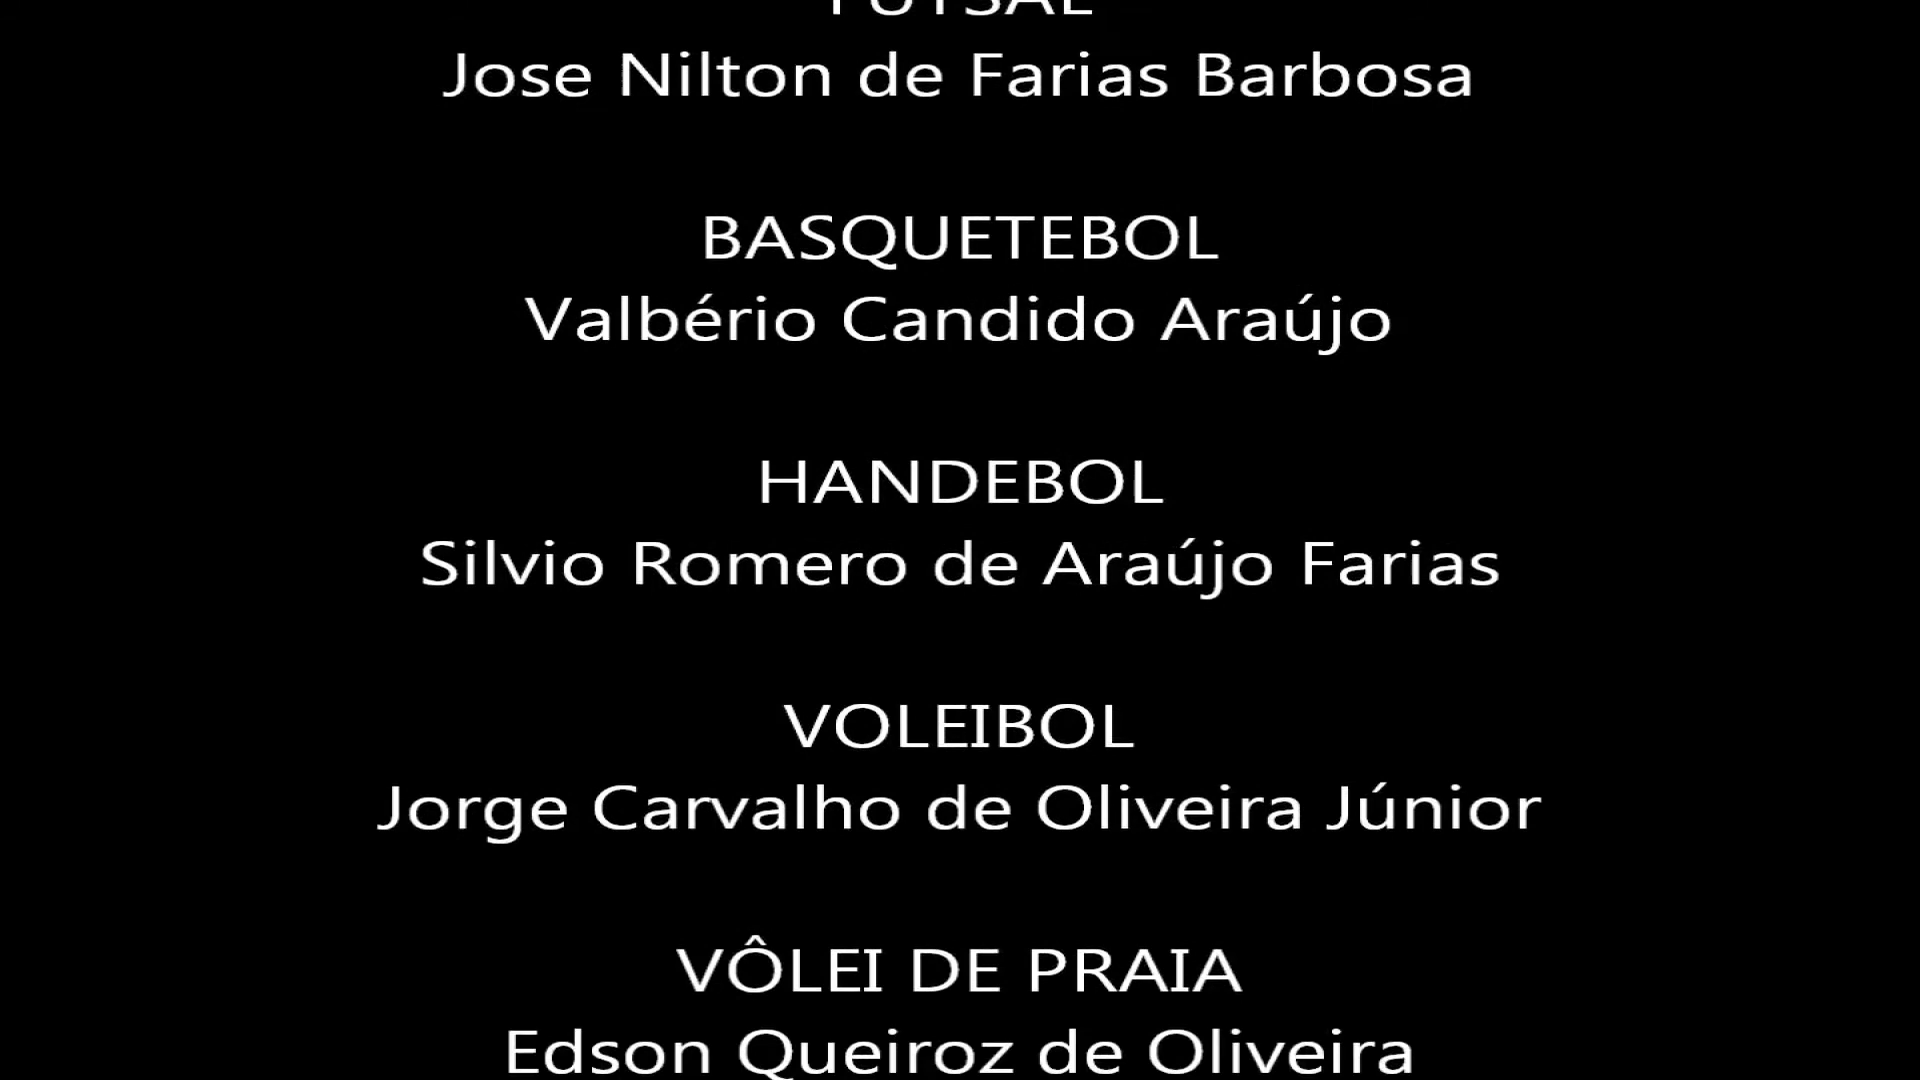 FUTSAL
Jose Nilton de Farias Barbosa
BASQUETEBOL
Valbério Candido Araújo
HANDEBOL
Silvio Romero de Araújo Farias
VOLEIBOL
Jorge Carvalho de Oliveira Júnior
VÔLEI DE PRAIA
Edson Queiroz de Oliveira